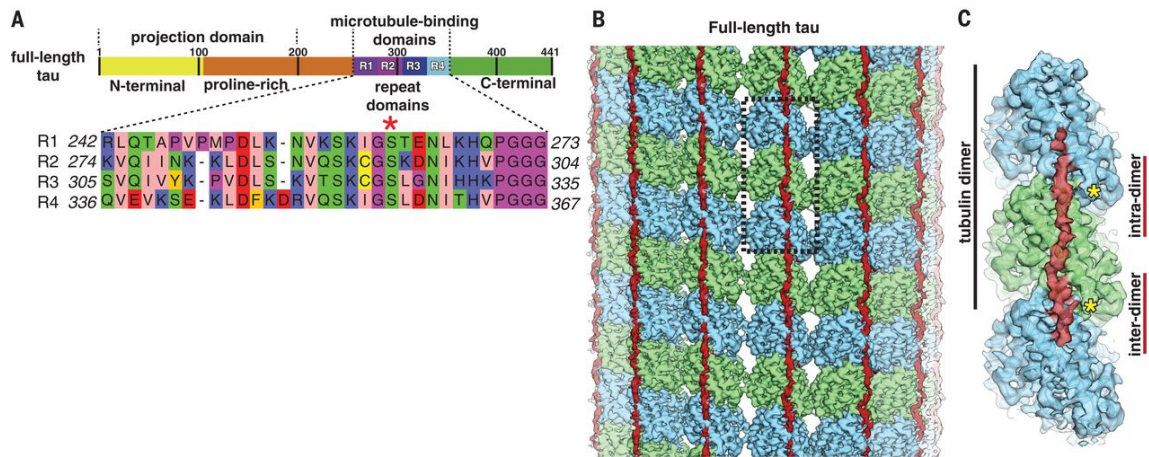 A
projection domain
microtubule-binding
domains
full-length
tau
1
100
200
300
400
441
R1
R2
R3
R4
N-terminal
proline-rich
repeat
domains
C-terminal
*
R1 242 RLQTAPVPMPDLK-NVKSKIGSTENLKHQPGGG 273
R2 274 KVQIINK-KLDLS-NVQSKCGSKDNIKHVPGGG 304
R3 305 SVQIVYK-PVDLS-KVTSKCGSLGNIHHKPGGG 335
R4 336 QVEVKSE-KLDFKDRVQSKIGSLDNITHVPGGG 367
B
Full-length tau
C
tubulin dimer
*
*
intra-dimer
inter-dimer